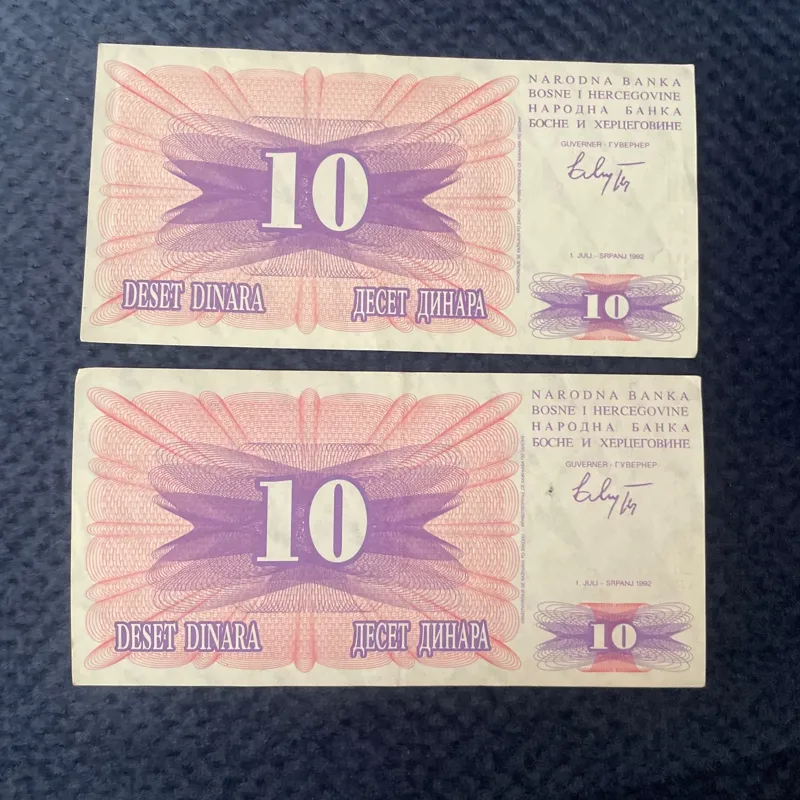 NARODNA BANKA
BOSNE I HERCEGOVINE
НАРОДНА БАНКА
БОСНЕ И ХЕРЦЕГОВИНЕ
GUVERNER - ГУВЕРНЕР
10
1. JULI - SRPANJ 1992
DESET DINARA
ДЕСЕТ ДИНАРА
10
NARODNA BANKA
BOSNE I HERCEGOVINE
НАРОДНА БАНКА
БОСНЕ И ХЕРЦЕГОВИНЕ
GUVERNER - ГУВЕРНЕР
10
1. JULI - SRPANJ 1992
DESET DINARA
ДЕСЕТ ДИНАРА
10